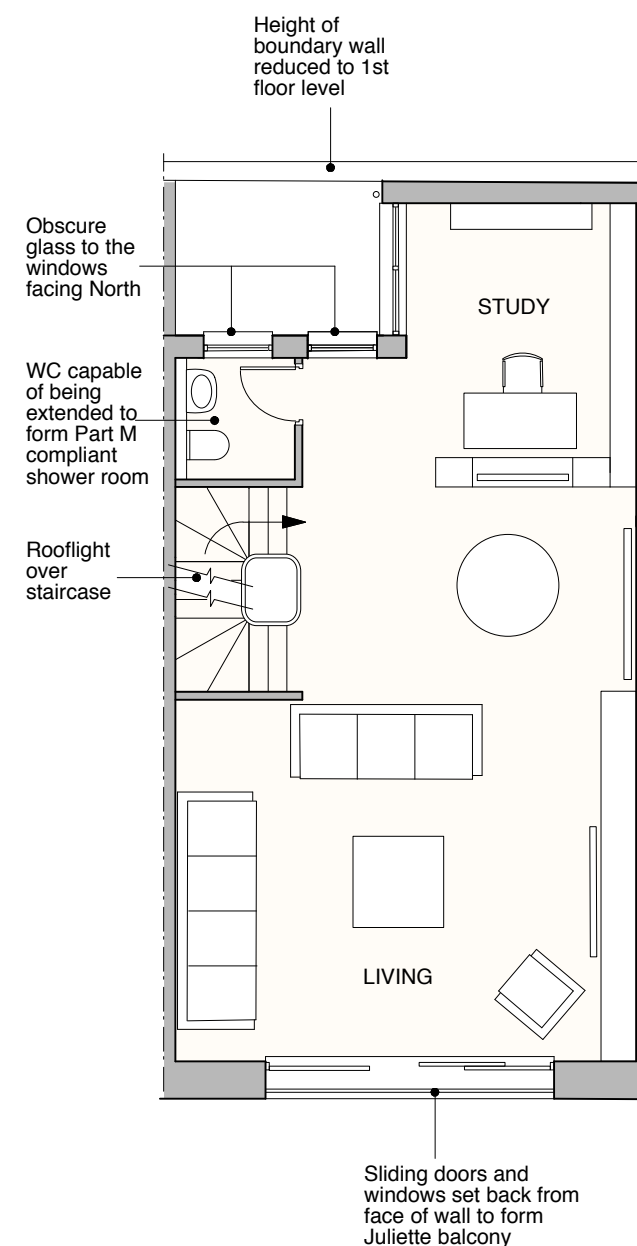 Height of
boundary wall
reduced to 1st
floor level
Obscure
glass to the
windows
facing North
STUDY
WC capable
of being
extended to
form Part M
compliant
shower room
Rooflight
over
staircase
LIVING
Sliding doors and
windows set back from
face of wall to form
Juliette balcony